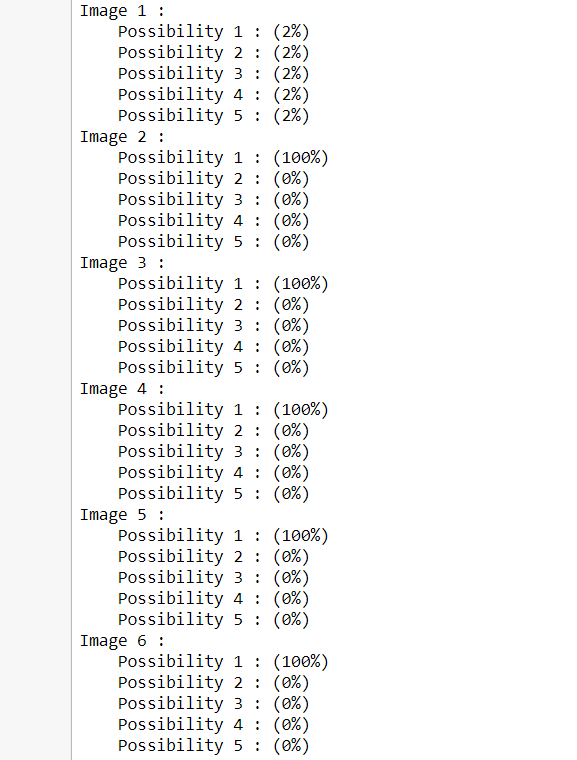 Image 1 :
Possibility 1 : (2%)
Possibility 2 : (2%)
Possibility 3 : (2%)
Possibility 4 : (2%)
Possibility 5 : (2%)
Image 2 :
Possibility 1 : (100%)
Possibility 2 : (0%)
Possibility 3 : (0%)
Possibility 4 : (0%)
Possibility 5 : (0%)
Image 3 :
Possibility 1 : (100%)
Possibility 2 : (0%)
Possibility 3 : (0%)
Possibility 4 : (0%)
Possibility 5 : (0%)
Image 4 :
Possibility 1 : (100%)
Possibility 2 : (0%)
Possibility 3 : (0%)
Possibility 4 : (0%)
Possibility 5 : (0%)
Image 5 :
Possibility 1 : (100%)
Possibility 2 : (0%)
Possibility 3 : (0%)
Possibility 4 : (0%)
Possibility 5 : (0%)
Image 6 :
Possibility 1 : (100%)
Possibility 2 : (0%)
Possibility 3 : (0%)
Possibility 4 : (0%)
Possibility 5 : (0%)